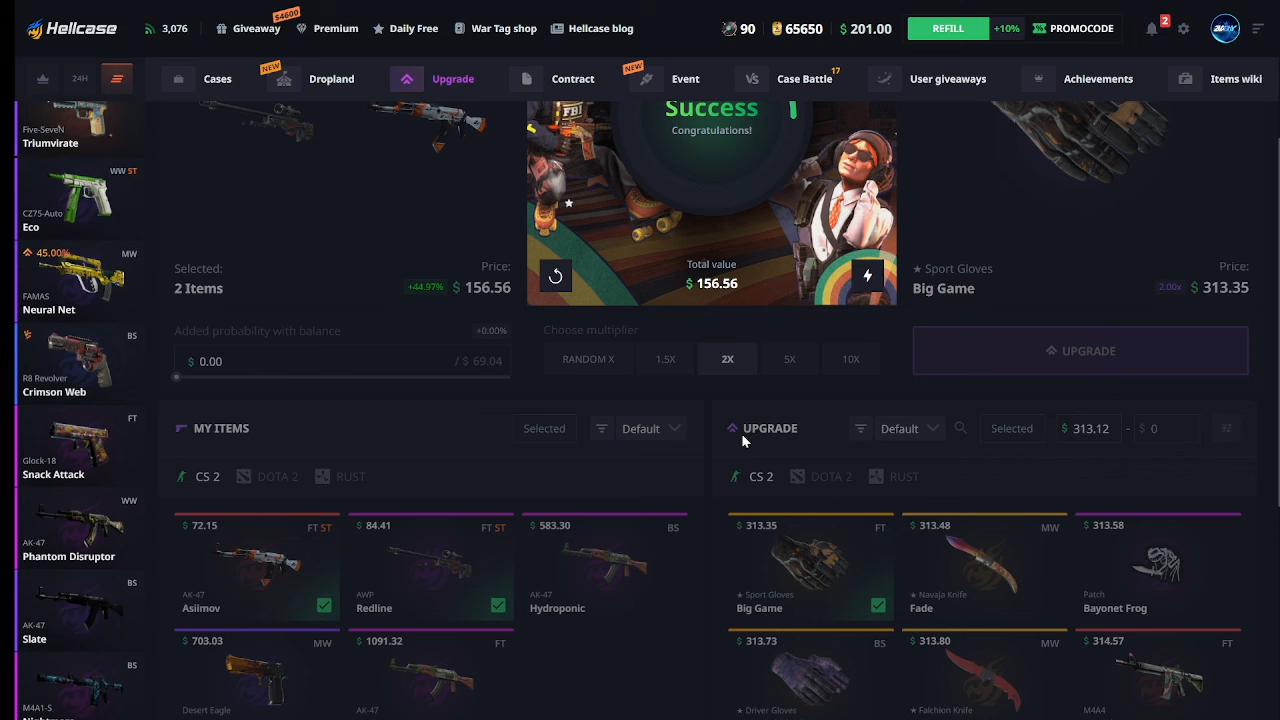 Hellcase
3,076
Giveaway
$4600
Premium
Daily Free
War Tag shop
Hellcase blog
90
65650
$ 201.00
REFILL
+10%
PROMOCODE
2
24H
Cases
NEW
Dropland
Upgrade
Contract
NEW
Event
VS
Case Battle
17
User giveaways
Achievements
Items wiki
Five-SeveN
Triumvirate
WW ST
CZ75-Auto
Eco
45.00%
MW
FAMAS
Neural Net
BS
R8 Revolver
Crimson Web
FT
Glock-18
Snack Attack
WW
AK-47
Phantom Disruptor
BS
AK-47
Slate
BS
M4A1-S
Selected:
2 Items
Price:
+44.97%
$ 156.56
FBI
Success
Congratulations!
Total value
$ 156.56
★ Sport Gloves
Big Game
Price:
2.00x
$ 313.35
Added probability with balance
+0.00%
$ 0.00
/ $ 69.04
Choose multiplier
RANDOM X
1.5X
2X
5X
10X
UPGRADE
MY ITEMS
Selected
Default
CS 2
DOTA 2
RUST
$ 72.15
FT ST
AK-47
Asiimov
$ 84.41
FT ST
AWP
Redline
$ 583.30
BS
AK-47
Hydroponic
$ 703.03
MW
Desert Eagle
$ 1091.32
FT
AK-47
UPGRADE
Default
Selected
$ 313.12
-
$ 0
CS 2
DOTA 2
RUST
$ 313.35
FT
★ Sport Gloves
Big Game
$ 313.48
MW
★ Navaja Knife
Fade
$ 313.58
Patch
Bayonet Frog
$ 313.73
BS
★ Driver Gloves
$ 313.80
MW
★ Falchion Knife
$ 314.57
FT
M4A4